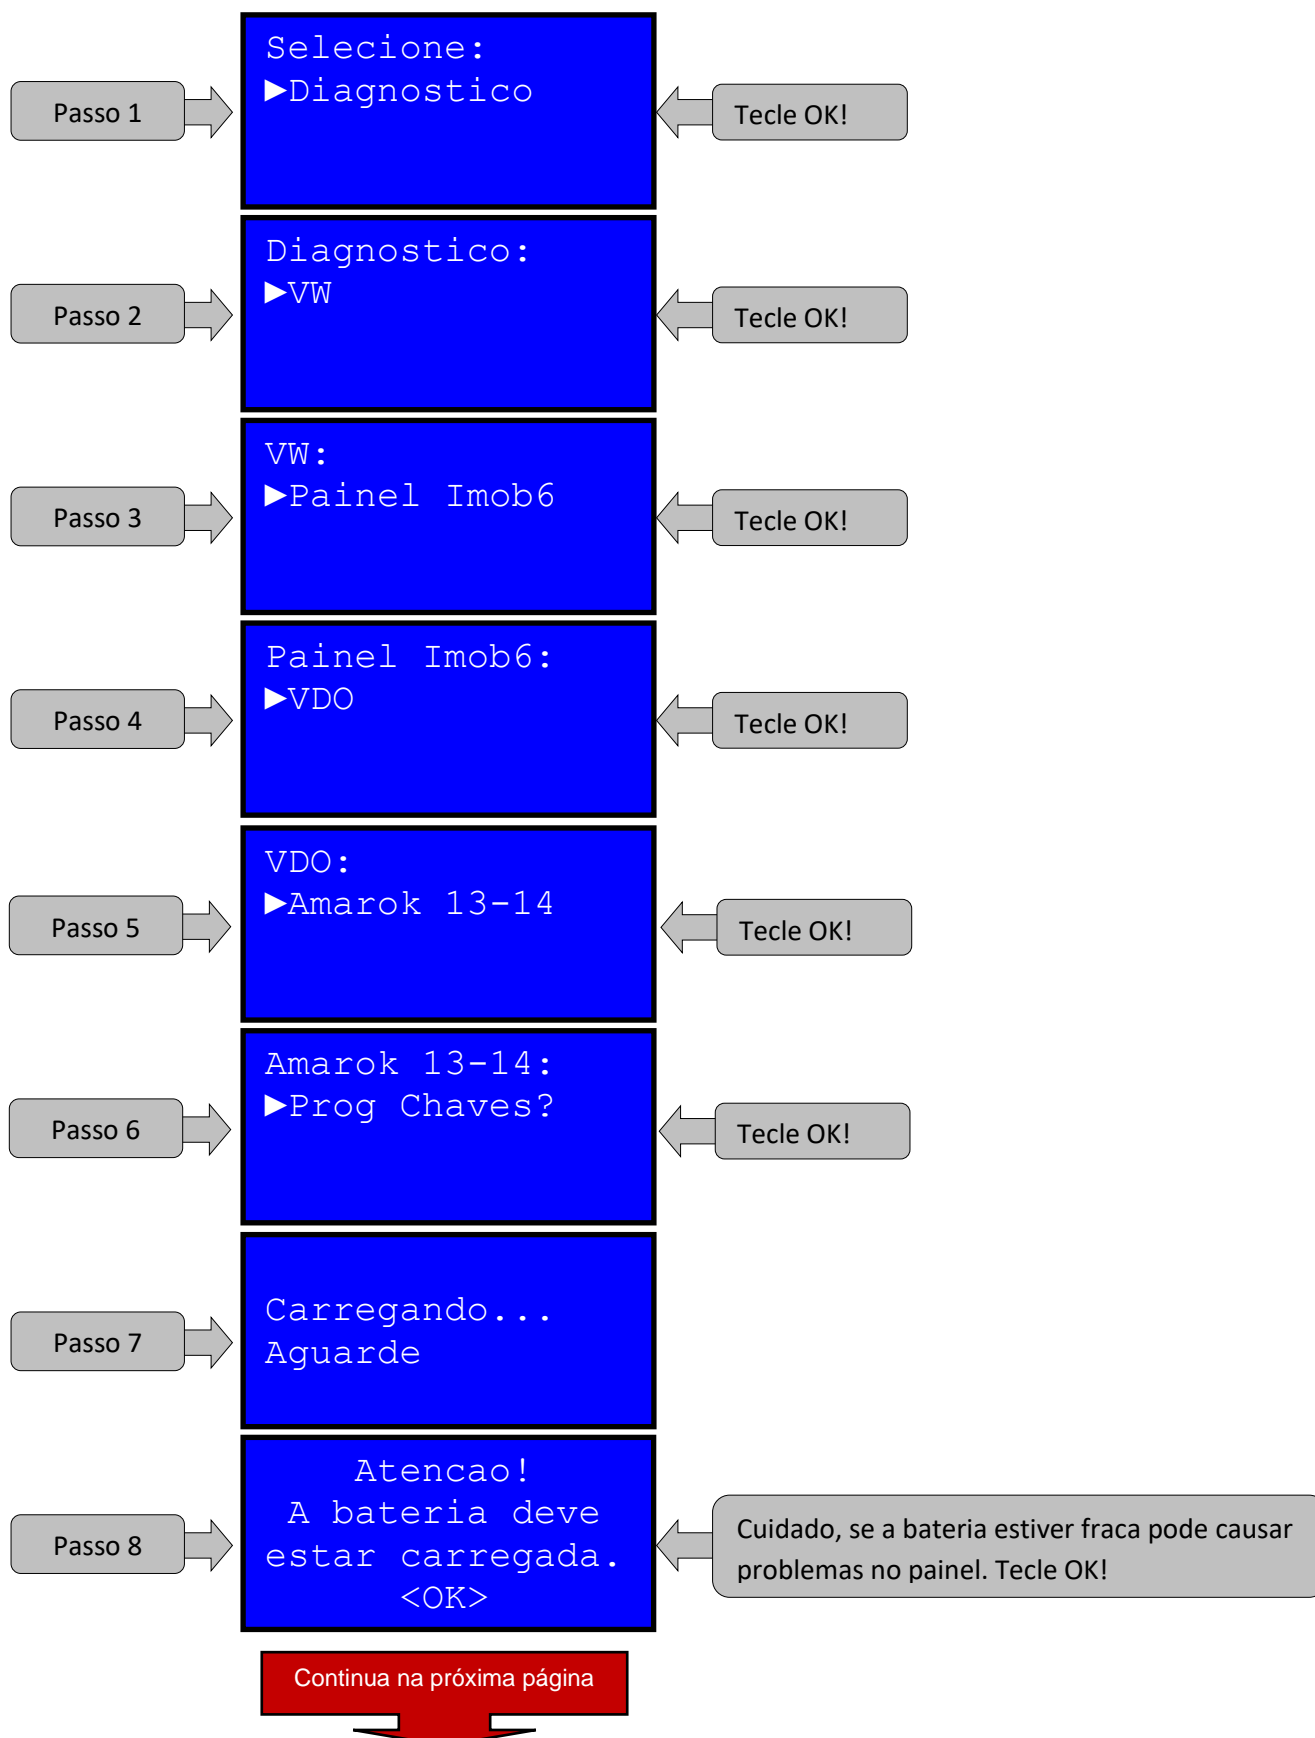 Selecione:
►Diagnostico
Passo 1
Tecle OK!
Diagnostico:
►VW
Passo 2
Tecle OK!
VW:
►Painel Imob6
Passo 3
Tecle OK!
Painel Imob6:
►VDO
Passo 4
Tecle OK!
VDO:
►Amarok 13-14
Passo 5
Tecle OK!
Amarok 13-14:
►Prog Chaves?
Passo 6
Tecle OK!
Carregando...
Aguarde
Passo 7
Atencao!
A bateria deve
estar carregada.
<OK>
Passo 8
Cuidado, se a bateria estiver fraca pode causar
problemas no painel. Tecle OK!
Continua na próxima página